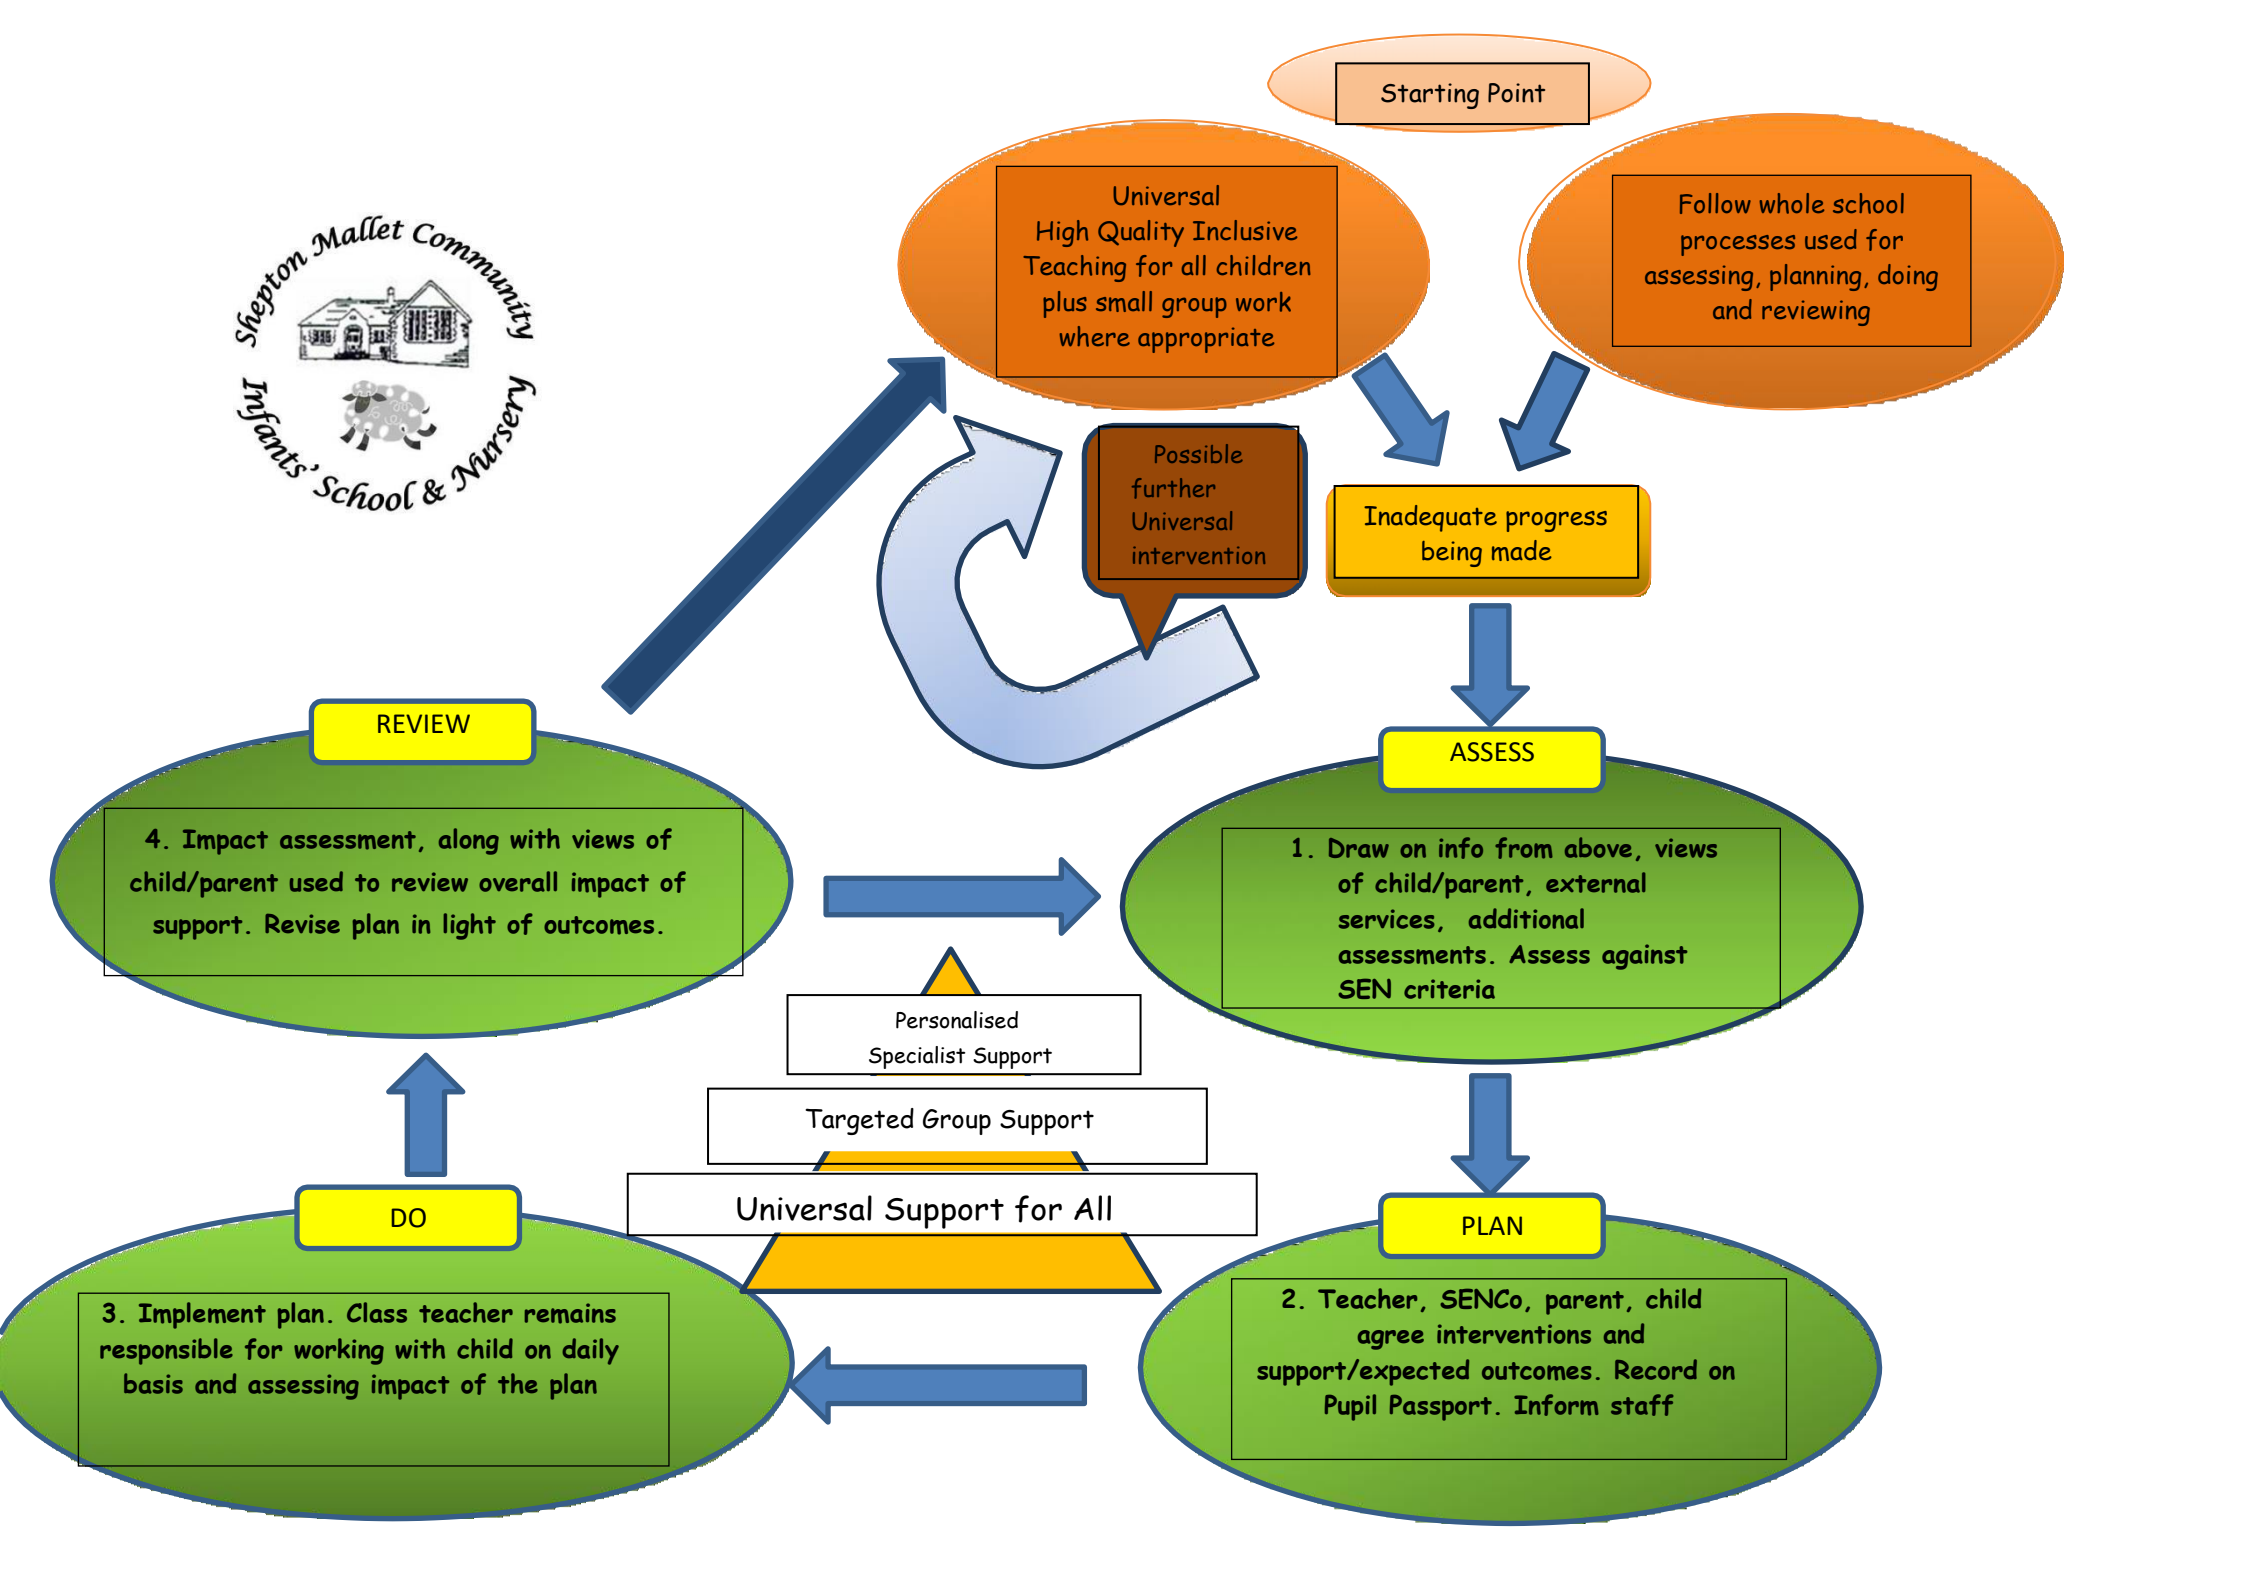 Starting Point
Shepton Mallet Community
Infants' School & Nursery
Universal
High Quality Inclusive
Teaching for all children
plus small group work
where appropriate
Follow whole school
processes used for
assessing, planning, doing
and reviewing
Possible
further
Universal
intervention
Inadequate progress
being made
REVIEW
4. Impact assessment, along with views of
child/parent used to review overall impact of
support. Revise plan in light of outcomes.
ASSESS
1. Draw on info from above, views
of child/parent, external
services, additional
assessments. Assess against
SEN criteria
Personalised
Specialist Support
Targeted Group Support
Universal Support for All
DO
3. Implement plan. Class teacher remains
responsible for working with child on daily
basis and assessing impact of the plan
PLAN
2. Teacher, SENCo, parent, child
agree interventions and
support/expected outcomes. Record on
Pupil Passport. Inform staff